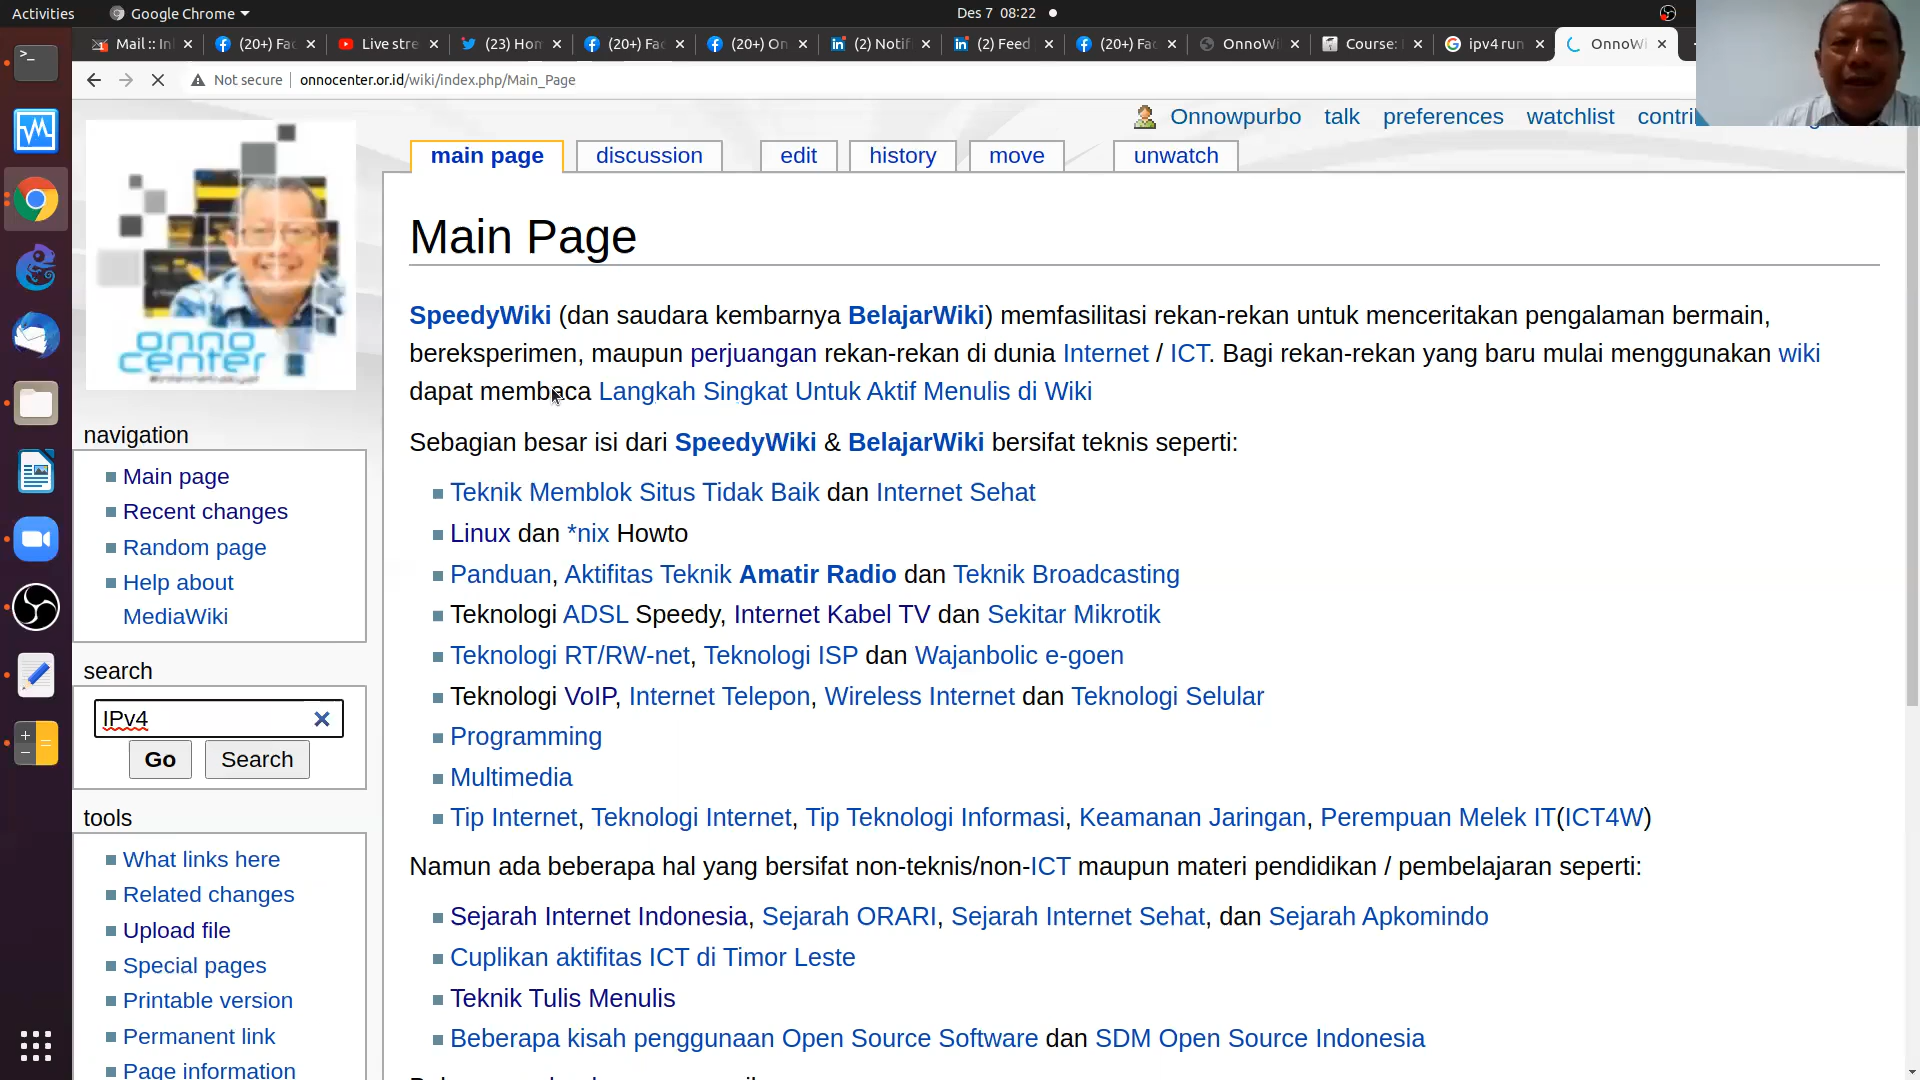 Activities
Google Chrome
Des 7 08:22
Mail :: In
(20+) Fac
Live stre
(23) Hom
(20+) Fac
(20+) On
(2) Notif
(2) Feed
(20+) Fac
OnnoWi
Course:
ipv4 run
OnnoWi
Not secure
onnocenter.or.id/wiki/index.php/Main_Page
Onnowpurbo talk preferences watchlist contri
main page discussion edit history move unwatch
onno
center
Main Page
SpeedyWiki (dan saudara kembarnya BelajarWiki) memfasilitasi rekan-rekan untuk menceritakan pengalaman bermain,
bereksperimen, maupun perjuangan rekan-rekan di dunia Internet / ICT. Bagi rekan-rekan yang baru mulai menggunakan wiki
dapat membaca Langkah Singkat Untuk Aktif Menulis di Wiki
Sebagian besar isi dari SpeedyWiki & BelajarWiki bersifat teknis seperti:
Teknik Memblok Situs Tidak Baik dan Internet Sehat
Linux dan *nix Howto
Panduan, Aktifitas Teknik Amatir Radio dan Teknik Broadcasting
Teknologi ADSL Speedy, Internet Kabel TV dan Sekitar Mikrotik
Teknologi RT/RW-net, Teknologi ISP dan Wajanbolic e-goen
Teknologi VoIP, Internet Telepon, Wireless Internet dan Teknologi Selular
Programming
Multimedia
Tip Internet, Teknologi Internet, Tip Teknologi Informasi, Keamanan Jaringan, Perempuan Melek IT(ICT4W)
Namun ada beberapa hal yang bersifat non-teknis/non-ICT maupun materi pendidikan / pembelajaran seperti:
Sejarah Internet Indonesia, Sejarah ORARI, Sejarah Internet Sehat, dan Sejarah Apkomindo
Cuplikan aktifitas ICT di Timor Leste
Teknik Tulis Menulis
Beberapa kisah penggunaan Open Source Software dan SDM Open Source Indonesia
navigation
Main page
Recent changes
Random page
Help about
MediaWiki
search
IPv4
Go Search
tools
What links here
Related changes
Upload file
Special pages
Printable version
Permanent link
Page information